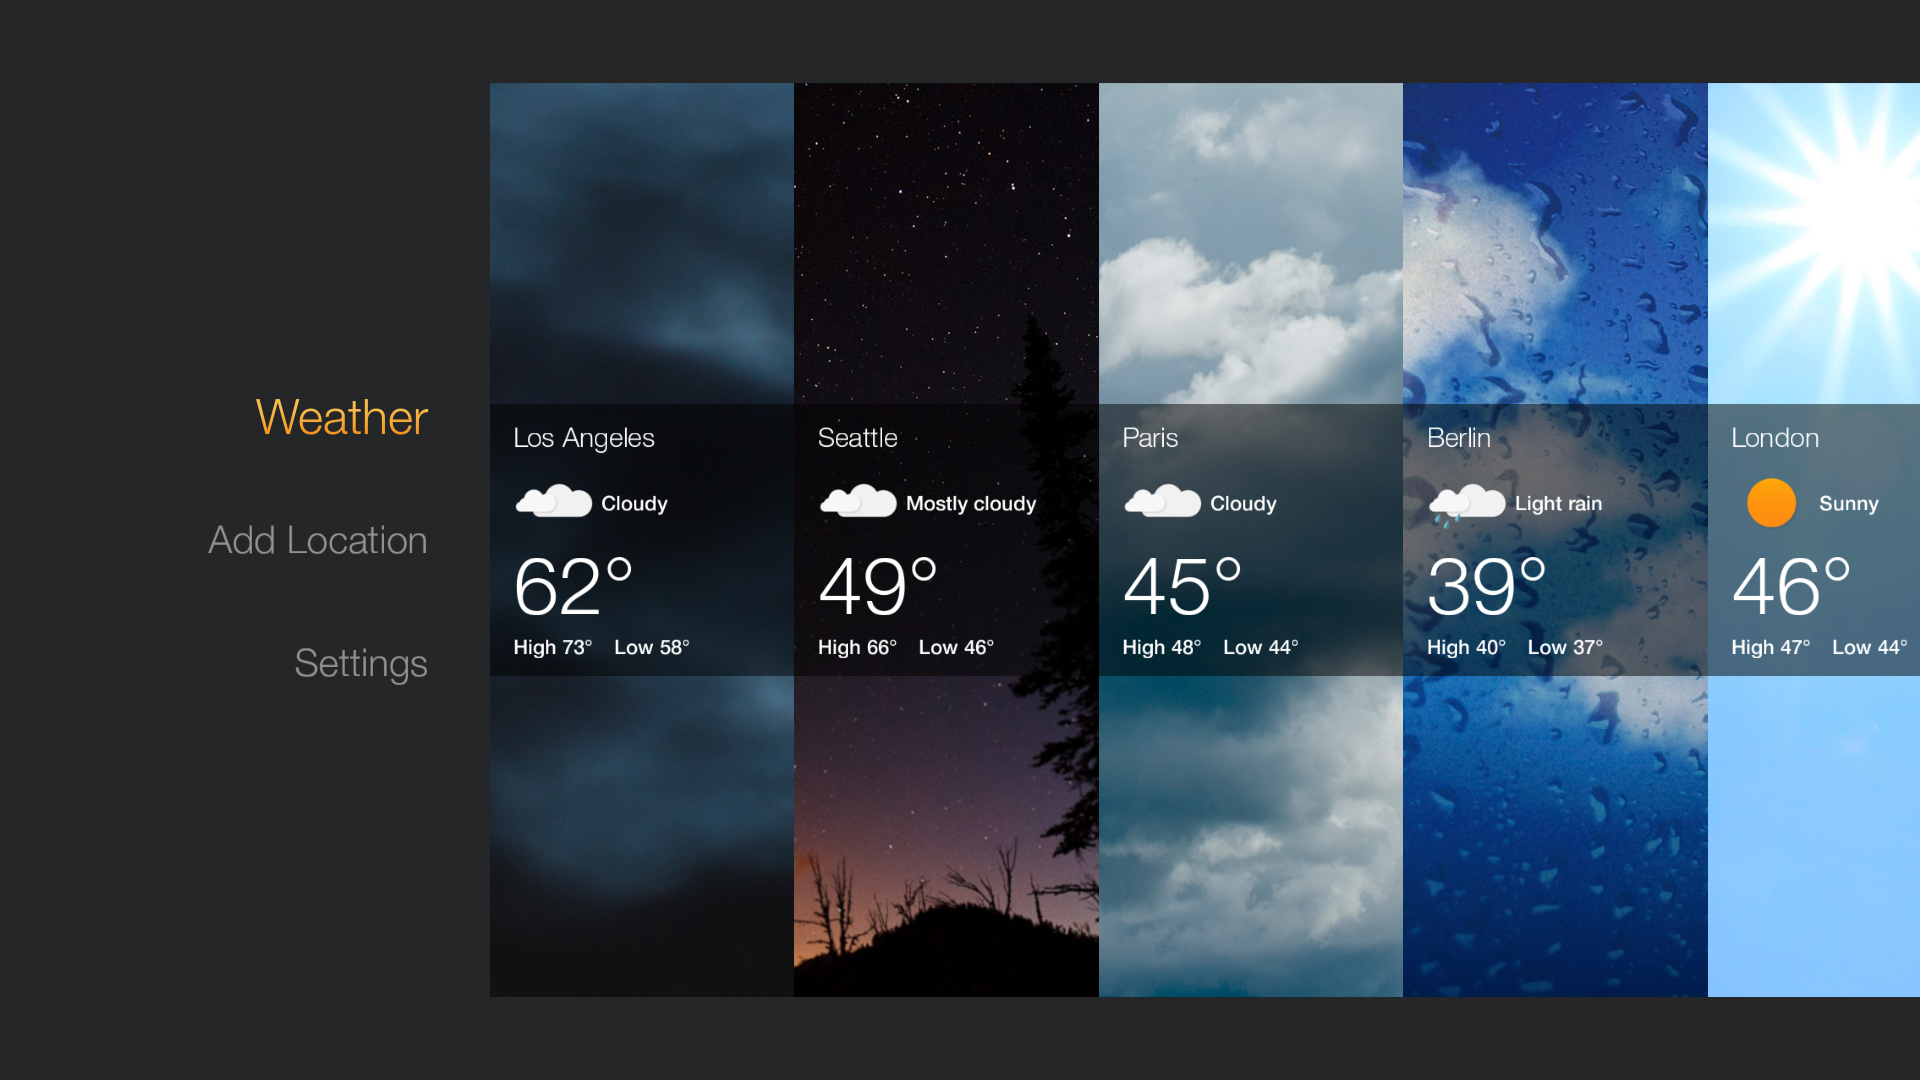 Weather
Add Location
Settings
Los Angeles
Cloudy
62°
High 73° Low 58°
Seattle
Mostly cloudy
49°
High 66° Low 46°
Paris
Cloudy
45°
High 48° Low 44°
Berlin
Light rain
39°
High 40° Low 37°
London
Sunny
46°
High 47° Low 44°